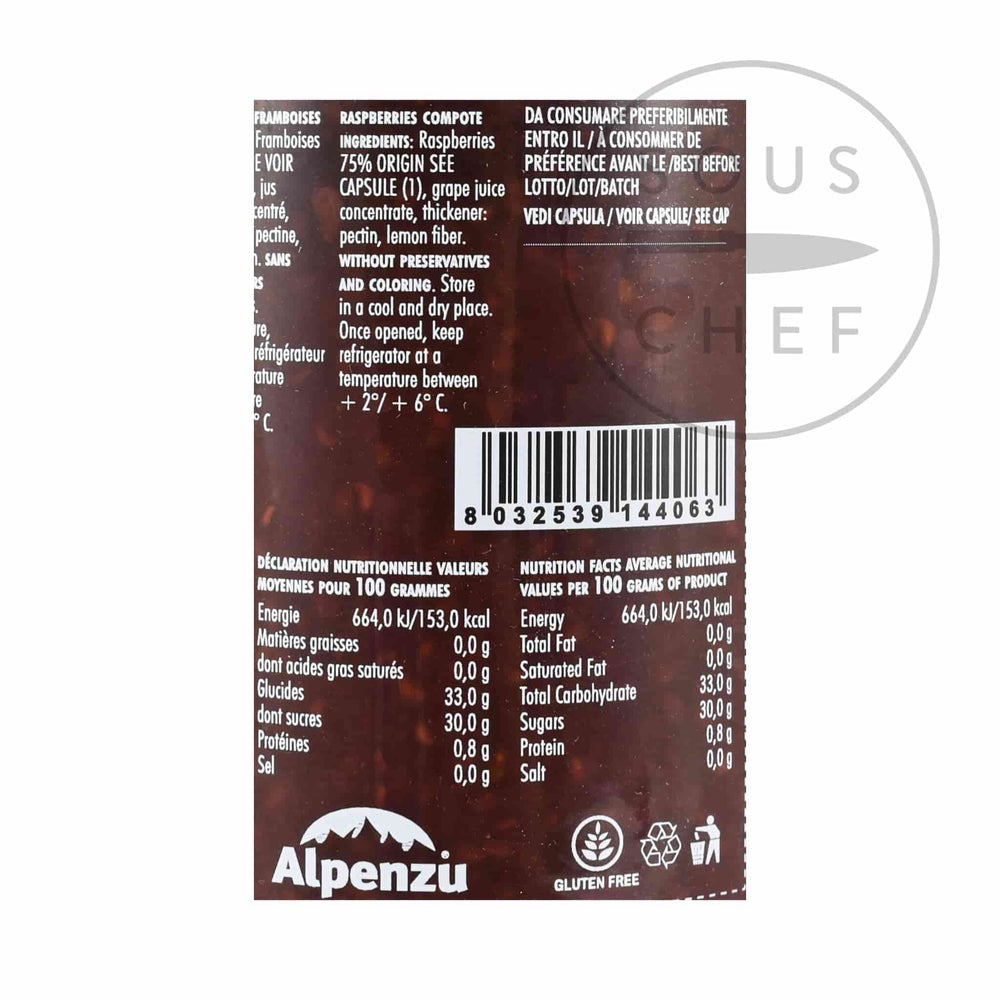 FRAMBOISES
Framboises
E VOIR
, jus
centré,
pectine,
. SANS
RS
re,
réfrigérateur
rature
re
° C.
RASPBERRIES COMPOTE
INGREDIENTS: Raspberries
75% ORIGIN SEE
CAPSULE (1), grape juice
concentrate, thickener:
pectin, lemon fiber.
WITHOUT PRESERVATIVES
AND COLORING. Store
in a cool and dry place.
Once opened, keep
refrigerator at a
temperature between
+ 2°/ + 6° C.
DA CONSUMARE PREFERIBILMENTE
ENTRO IL / À CONSOMMER DE
PRÉFÉRENCE AVANT LE /BEST BEFORE
LOTTO/LOT/BATCH
VEDI CAPSULA / VOIR CAPSULE/ SEE CAP
SOUS
CHEF
8 032539 144063
DÉCLARATION NUTRITIONNELLE VALEURS
MOYENNES POUR 100 GRAMMES
Energie 664,0 kJ/153,0 kcal
Matières graisses 0,0 g
dont acides gras saturés 0,0 g
Glucides 33,0 g
dont sucres 30,0 g
Protéines 0,8 g
Sel 0,0 g
NUTRITION FACTS AVERAGE NUTRITIONAL
VALUES PER 100 GRAMS OF PRODUCT
Energy 664,0 kJ/153,0 kcal
Total Fat 0,0 g
Saturated Fat 0,0 g
Total Carbohydrate 33,0 g
Sugars 30,0 g
Protein 0,8 g
Salt 0,0 g
Alpenzu
GLUTEN FREE